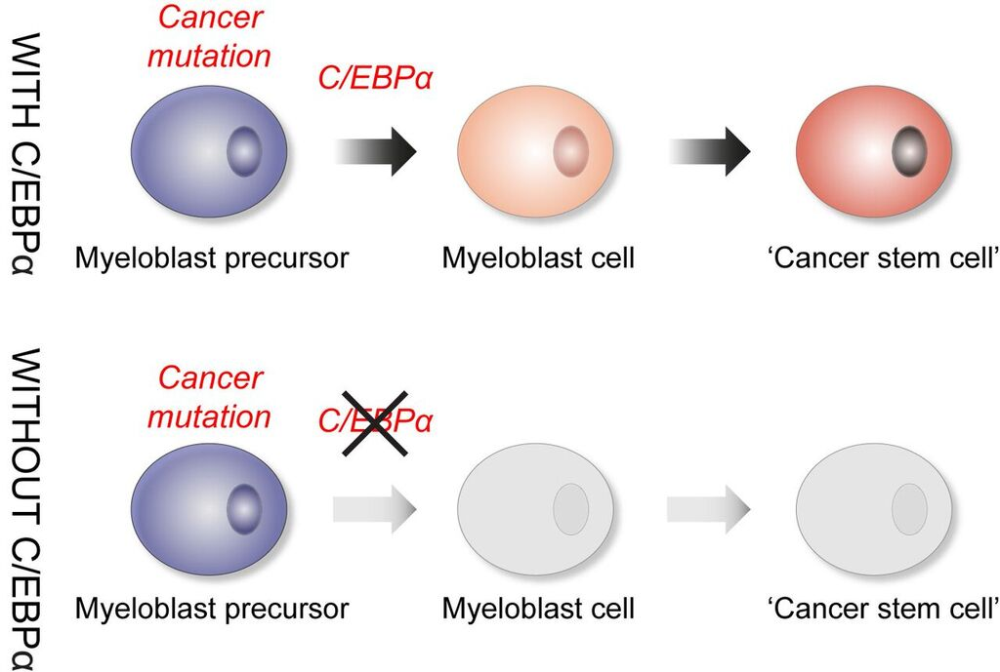 WITH C/EBPα
Cancer
mutation
C/EBPα
Myeloblast precursor
Myeloblast cell
‘Cancer stem cell’
WITHOUT C/EBPα
Cancer
mutation
C/EBPα
Myeloblast precursor
Myeloblast cell
‘Cancer stem cell’